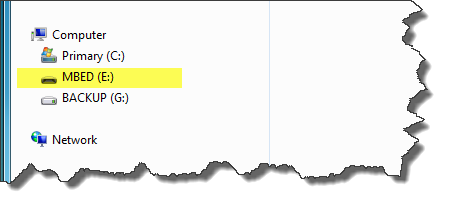 Computer
Primary (C:)
MBED (E:)
BACKUP (G:)
Network